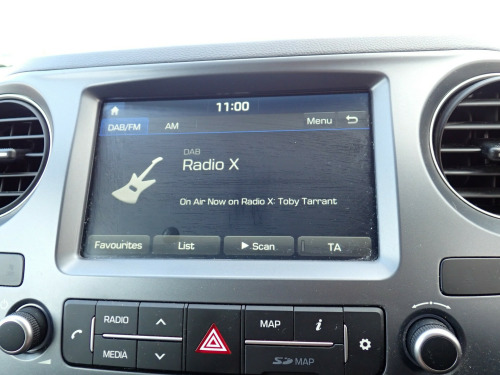 11:00
DAB/FM AM Menu
DAB
Radio X
On Air Now on Radio X: Toby Tarrant
Favourites List Scan TA
RADIO MAP i
MEDIA SD MAP